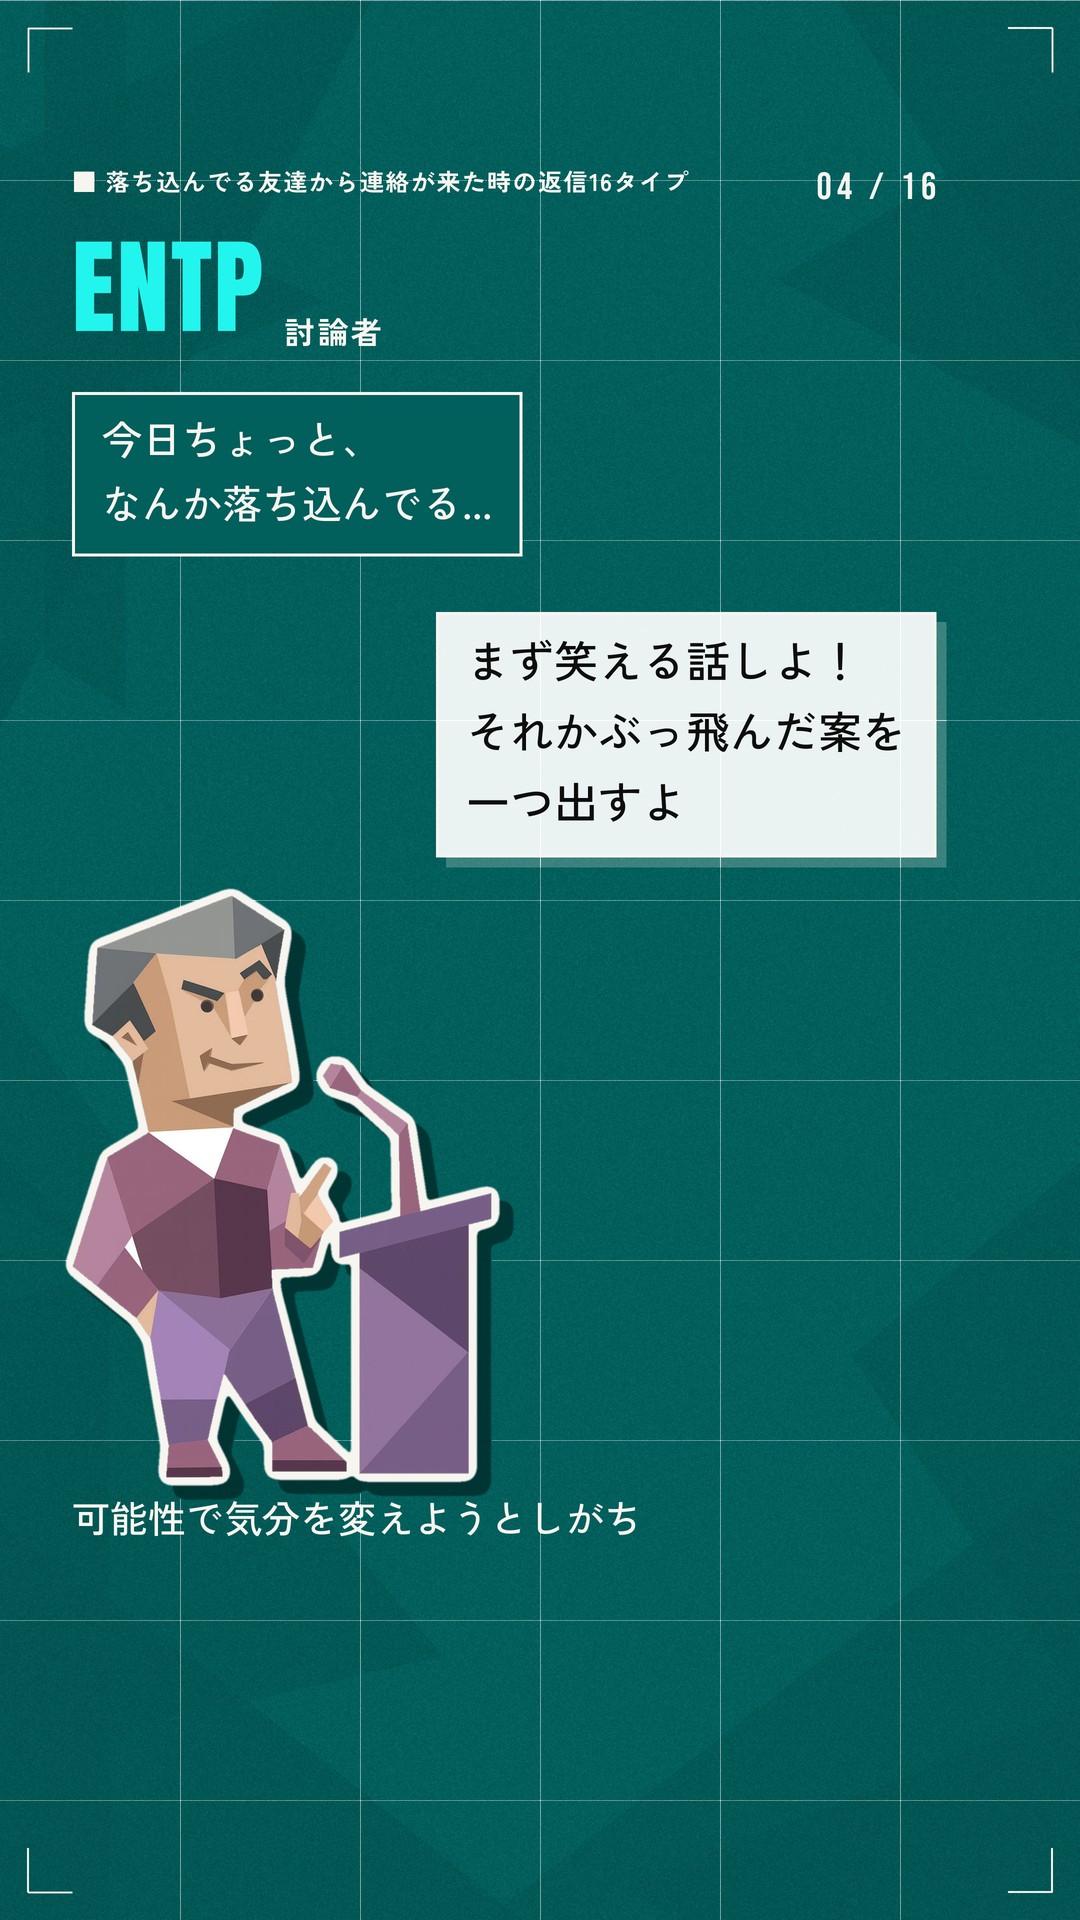 ■ 落ち込んでる友達から連絡が来た時の返信16タイプ
04 / 16
ENTP 討論者
今日ちょっと、
なんか落ち込んでる...
まず笑える話しよ！
それかぶっ飛んだ案を
一つ出すよ
可能性で気分を変えようとしがち